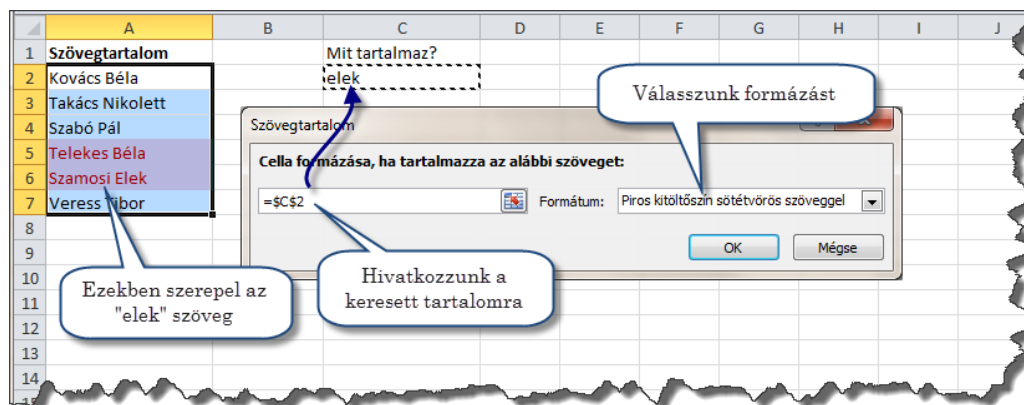 A B C D E F G H I J
1 Szövegtartalom Mit tartalmaz?
2 Kovács Béla elek
3 Takács Nikolett
4 Szabó Pál
5 Telekes Béla
6 Szamosi Elek
7 Veress Tibor
8
9
10
11
12
13
14
15
Válasszunk formázást
Szövegtartalom
Cella formázása, ha tartalmazza az alábbi szöveget:
=$C$2 Formátum: Piros kitöltőszín sötétvörös szöveggel
OK Mégse
Ezekben szerepel az
"elek" szöveg
Hivatkozzunk a
keresett tartalomra